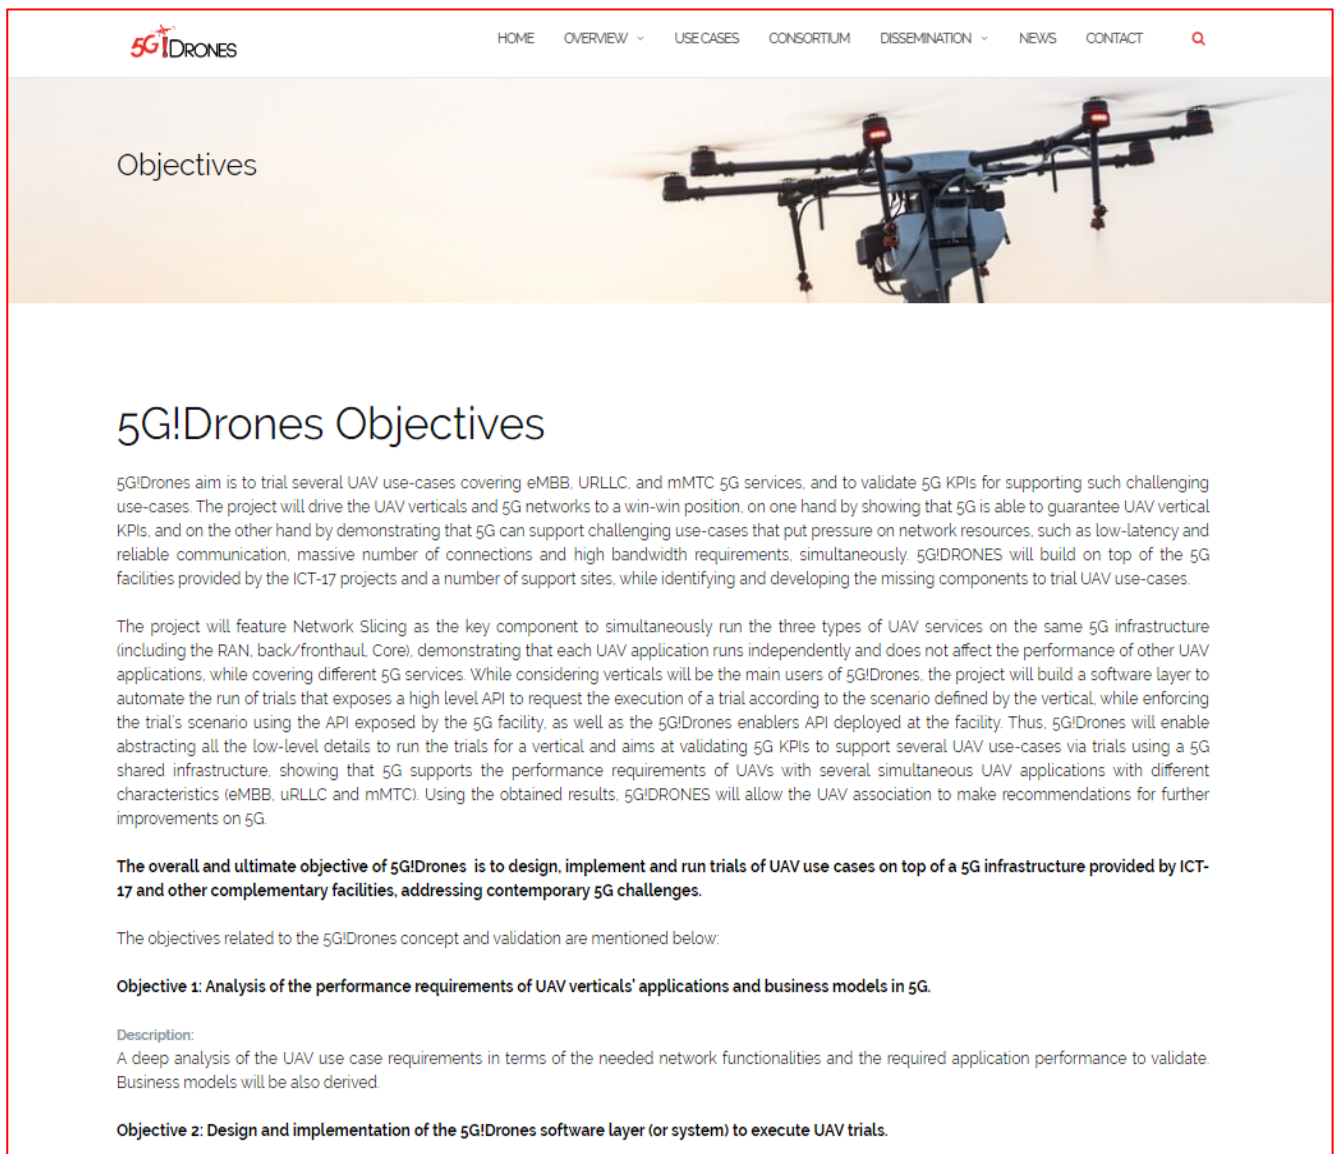 5G!DRONES
HOME OVERVIEW USE CASES CONSORTIUM DISSEMINATION NEWS CONTACT
Objectives
5G!Drones Objectives
5G!Drones aim is to trial several UAV use-cases covering eMBB, URLLC, and mMTC 5G services, and to validate 5G KPIs for supporting such challenging
use-cases. The project will drive the UAV verticals and 5G networks to a win-win position, on one hand by showing that 5G is able to guarantee UAV vertical
KPIs, and on the other hand by demonstrating that 5G can support challenging use-cases that put pressure on network resources, such as low-latency and
reliable communication, massive number of connections and high bandwidth requirements, simultaneously. 5G!DRONES will build on top of the 5G
facilities provided by the ICT-17 projects and a number of support sites, while identifying and developing the missing components to trial UAV use-cases.
The project will feature Network Slicing as the key component to simultaneously run the three types of UAV services on the same 5G infrastructure
(including the RAN, back/fronthaul, Core), demonstrating that each UAV application runs independently and does not affect the performance of other UAV
applications, while covering different 5G services. While considering verticals will be the main users of 5G!Drones, the project will build a software layer to
automate the run of trials that exposes a high level API to request the execution of a trial according to the scenario defined by the vertical, while enforcing
the trial's scenario using the API exposed by the 5G facility, as well as the 5G!Drones enablers API deployed at the facility. Thus, 5G!Drones will enable
abstracting all the low-level details to run the trials for a vertical and aims at validating 5G KPIs to support several UAV use-cases via trials using a 5G
shared infrastructure, showing that 5G supports the performance requirements of UAVs with several simultaneous UAV applications with different
characteristics (eMBB, uRLLC and mMTC). Using the obtained results, 5G!DRONES will allow the UAV association to make recommendations for further
improvements on 5G.
The overall and ultimate objective of 5G!Drones is to design, implement and run trials of UAV use cases on top of a 5G infrastructure provided by ICT-
17 and other complementary facilities, addressing contemporary 5G challenges.
The objectives related to the 5G!Drones concept and validation are mentioned below:
Objective 1: Analysis of the performance requirements of UAV verticals' applications and business models in 5G.
Description:
A deep analysis of the UAV use case requirements in terms of the needed network functionalities and the required application performance to validate.
Business models will be also derived.
Objective 2: Design and implementation of the 5G!Drones software layer (or system) to execute UAV trials.